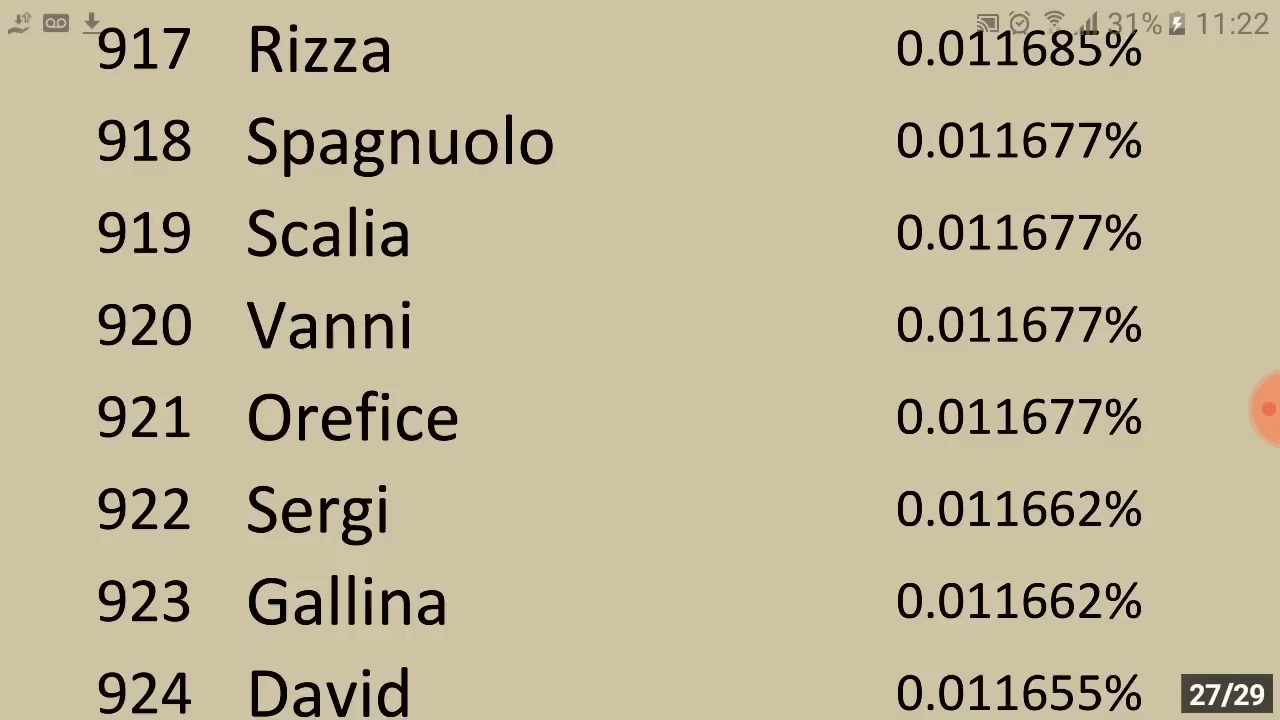 31% 11:22
917 Rizza 0.011685%
918 Spagnuolo 0.011677%
919 Scalia 0.011677%
920 Vanni 0.011677%
921 Orefice 0.011677%
922 Sergi 0.011662%
923 Gallina 0.011662%
924 David 0.011655%
27/29